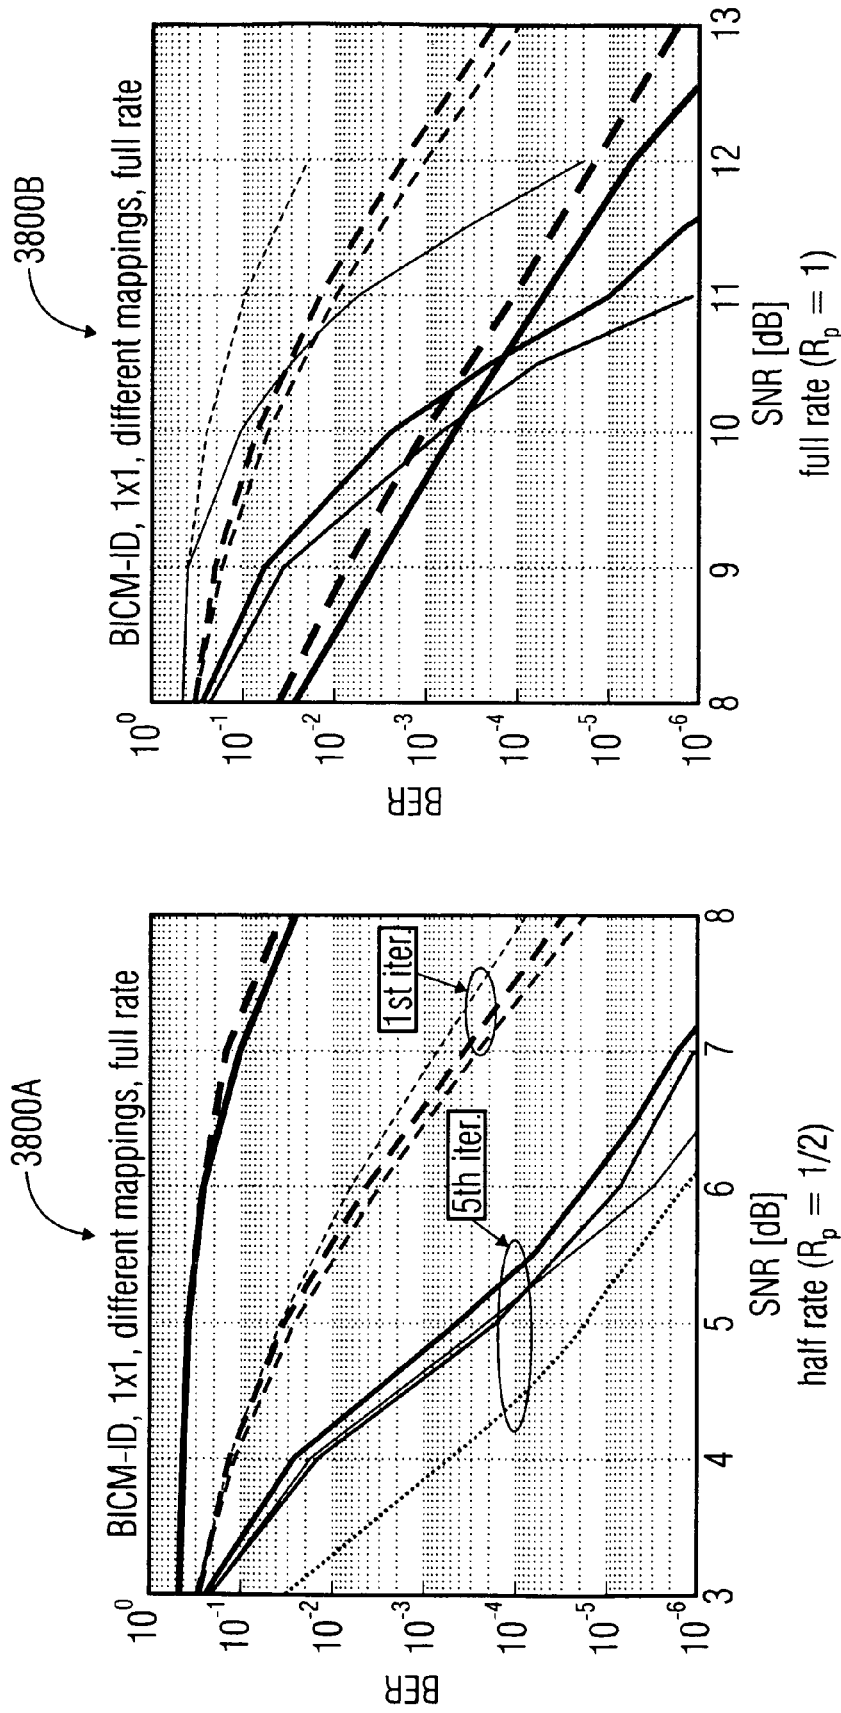 3800A
BICM-ID, 1x1, different mappings, full rate
10^0
10^-1
10^-2
10^-3
10^-4
10^-5
10^-6
BER
1st iter.
5th iter.
3 4 5 6 7 8
SNR [dB]
half rate (R_p = 1/2)
3800B
BICM-ID, 1x1, different mappings, full rate
10^0
10^-1
10^-2
10^-3
10^-4
10^-5
10^-6
BER
8 9 10 11 12 13
SNR [dB]
full rate (R_p = 1)